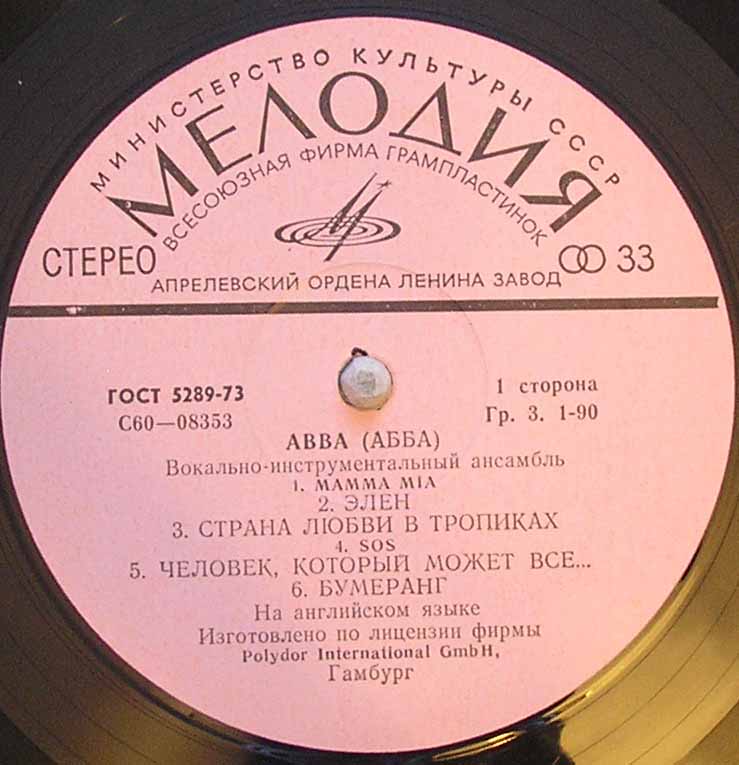 МИНИСТЕРСТВО КУЛЬТУРЫ СССР
МЕЛОДИЯ
ВСЕСОЮЗНАЯ ФИРМА ГРАМПЛАСТИНОК
СТЕРЕО
33
АПРЕЛЕВСКИЙ ОРДЕНА ЛЕНИНА ЗАВОД
ГОСТ 5289-73
С60—08353
1 сторона
Гр. 3. 1-90
ABBA (АББА)
Вокально-инструментальный ансамбль
1. MAMMA MIA
2. ЭЛЕН
3. СТРАНА ЛЮБВИ В ТРОПИКАХ
4. SOS
5. ЧЕЛОВЕК, КОТОРЫЙ МОЖЕТ ВСЕ...
6. БУМЕРАНГ
На английском языке
Изготовлено по лицензии фирмы
Polydor International GmbH,
Гамбург